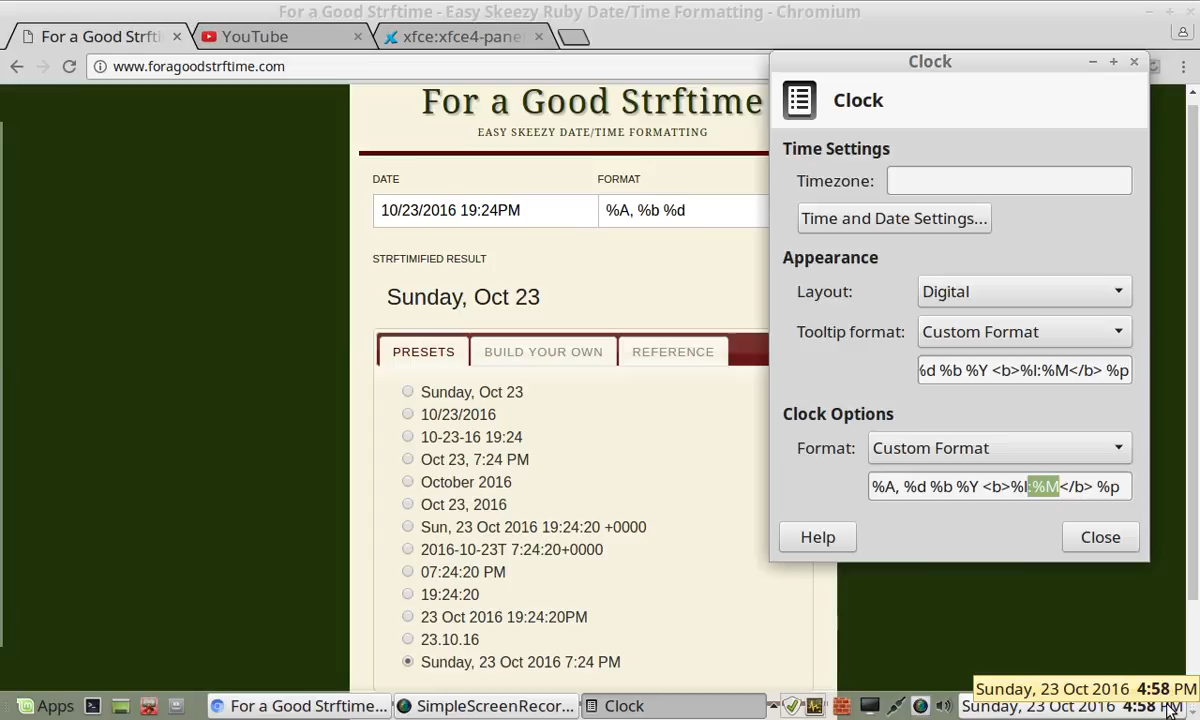 For a Good Strftime - Easy Skeezy Ruby Date/Time Formatting - Chromium
For a Good Strfti
YouTube
xfce:xfce4-pane
www.foragoodstrftime.com
For a Good Strftime
EASY SKEEZY DATE/TIME FORMATTING
DATE
FORMAT
10/23/2016 19:24PM
%A, %b %d
STRFTIMIFIED RESULT
Sunday, Oct 23
PRESETS
BUILD YOUR OWN
REFERENCE
Sunday, Oct 23
10/23/2016
10-23-16 19:24
Oct 23, 7:24 PM
October 2016
Oct 23, 2016
Sun, 23 Oct 2016 19:24:20 +0000
2016-10-23T 7:24:20+0000
07:24:20 PM
19:24:20
23 Oct 2016 19:24:20PM
23.10.16
Sunday, 23 Oct 2016 7:24 PM
Clock
Clock
Time Settings
Timezone:
Time and Date Settings...
Appearance
Layout:
Digital
Tooltip format:
Custom Format
%d %b %Y <b>%l:%M</b> %p
Clock Options
Format:
Custom Format
%A, %d %b %Y <b>%l:%M</b> %p
Help
Close
Sunday, 23 Oct 2016 4:58 PM
Apps
For a Good Strftime...
SimpleScreenRecor...
Clock
Sunday, 23 Oct 2016 4:58 PM